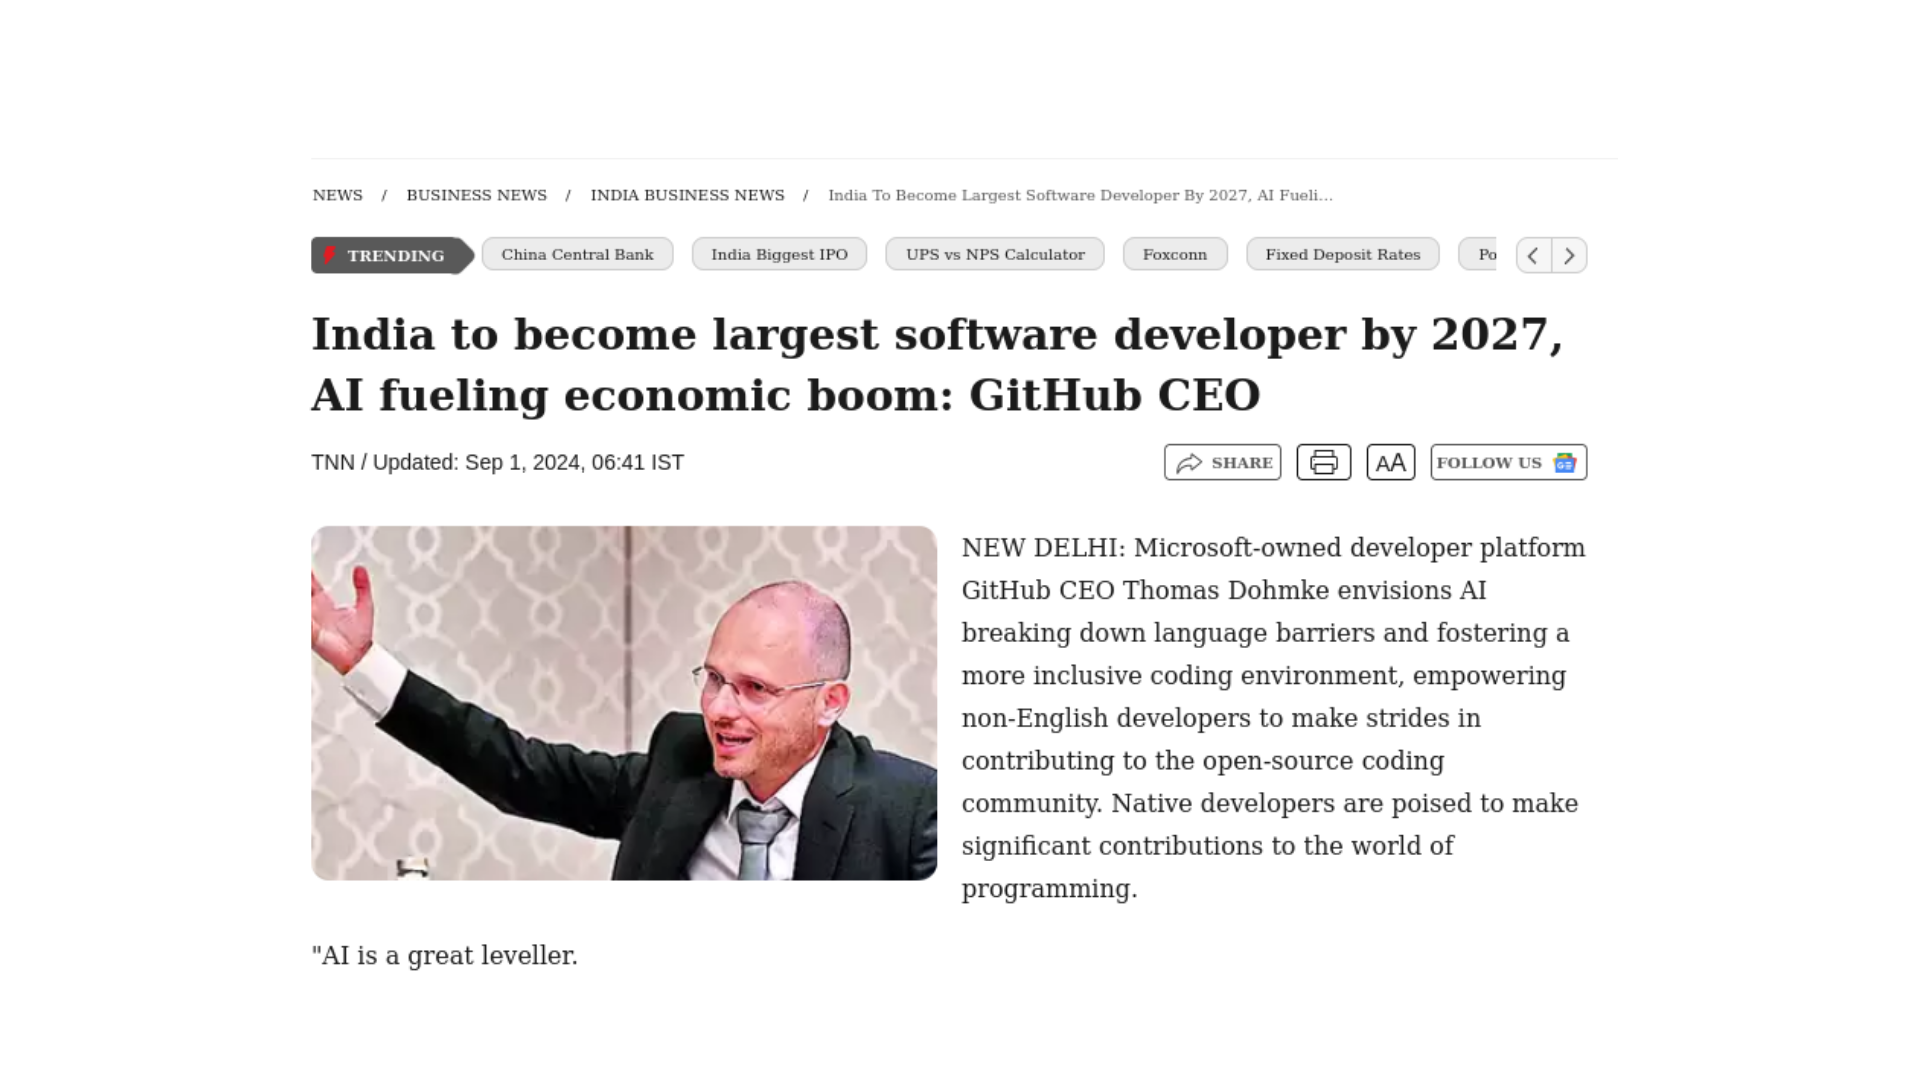 NEWS / BUSINESS NEWS / INDIA BUSINESS NEWS / India To Become Largest Software Developer By 2027, AI Fueli...
TRENDING China Central Bank India Biggest IPO UPS vs NPS Calculator Foxconn Fixed Deposit Rates Po
India to become largest software developer by 2027,
AI fueling economic boom: GitHub CEO
TNN / Updated: Sep 1, 2024, 06:41 IST SHARE AA FOLLOW US
NEW DELHI: Microsoft-owned developer platform
GitHub CEO Thomas Dohmke envisions AI
breaking down language barriers and fostering a
more inclusive coding environment, empowering
non-English developers to make strides in
contributing to the open-source coding
community. Native developers are poised to make
significant contributions to the world of
programming.
"AI is a great leveller.